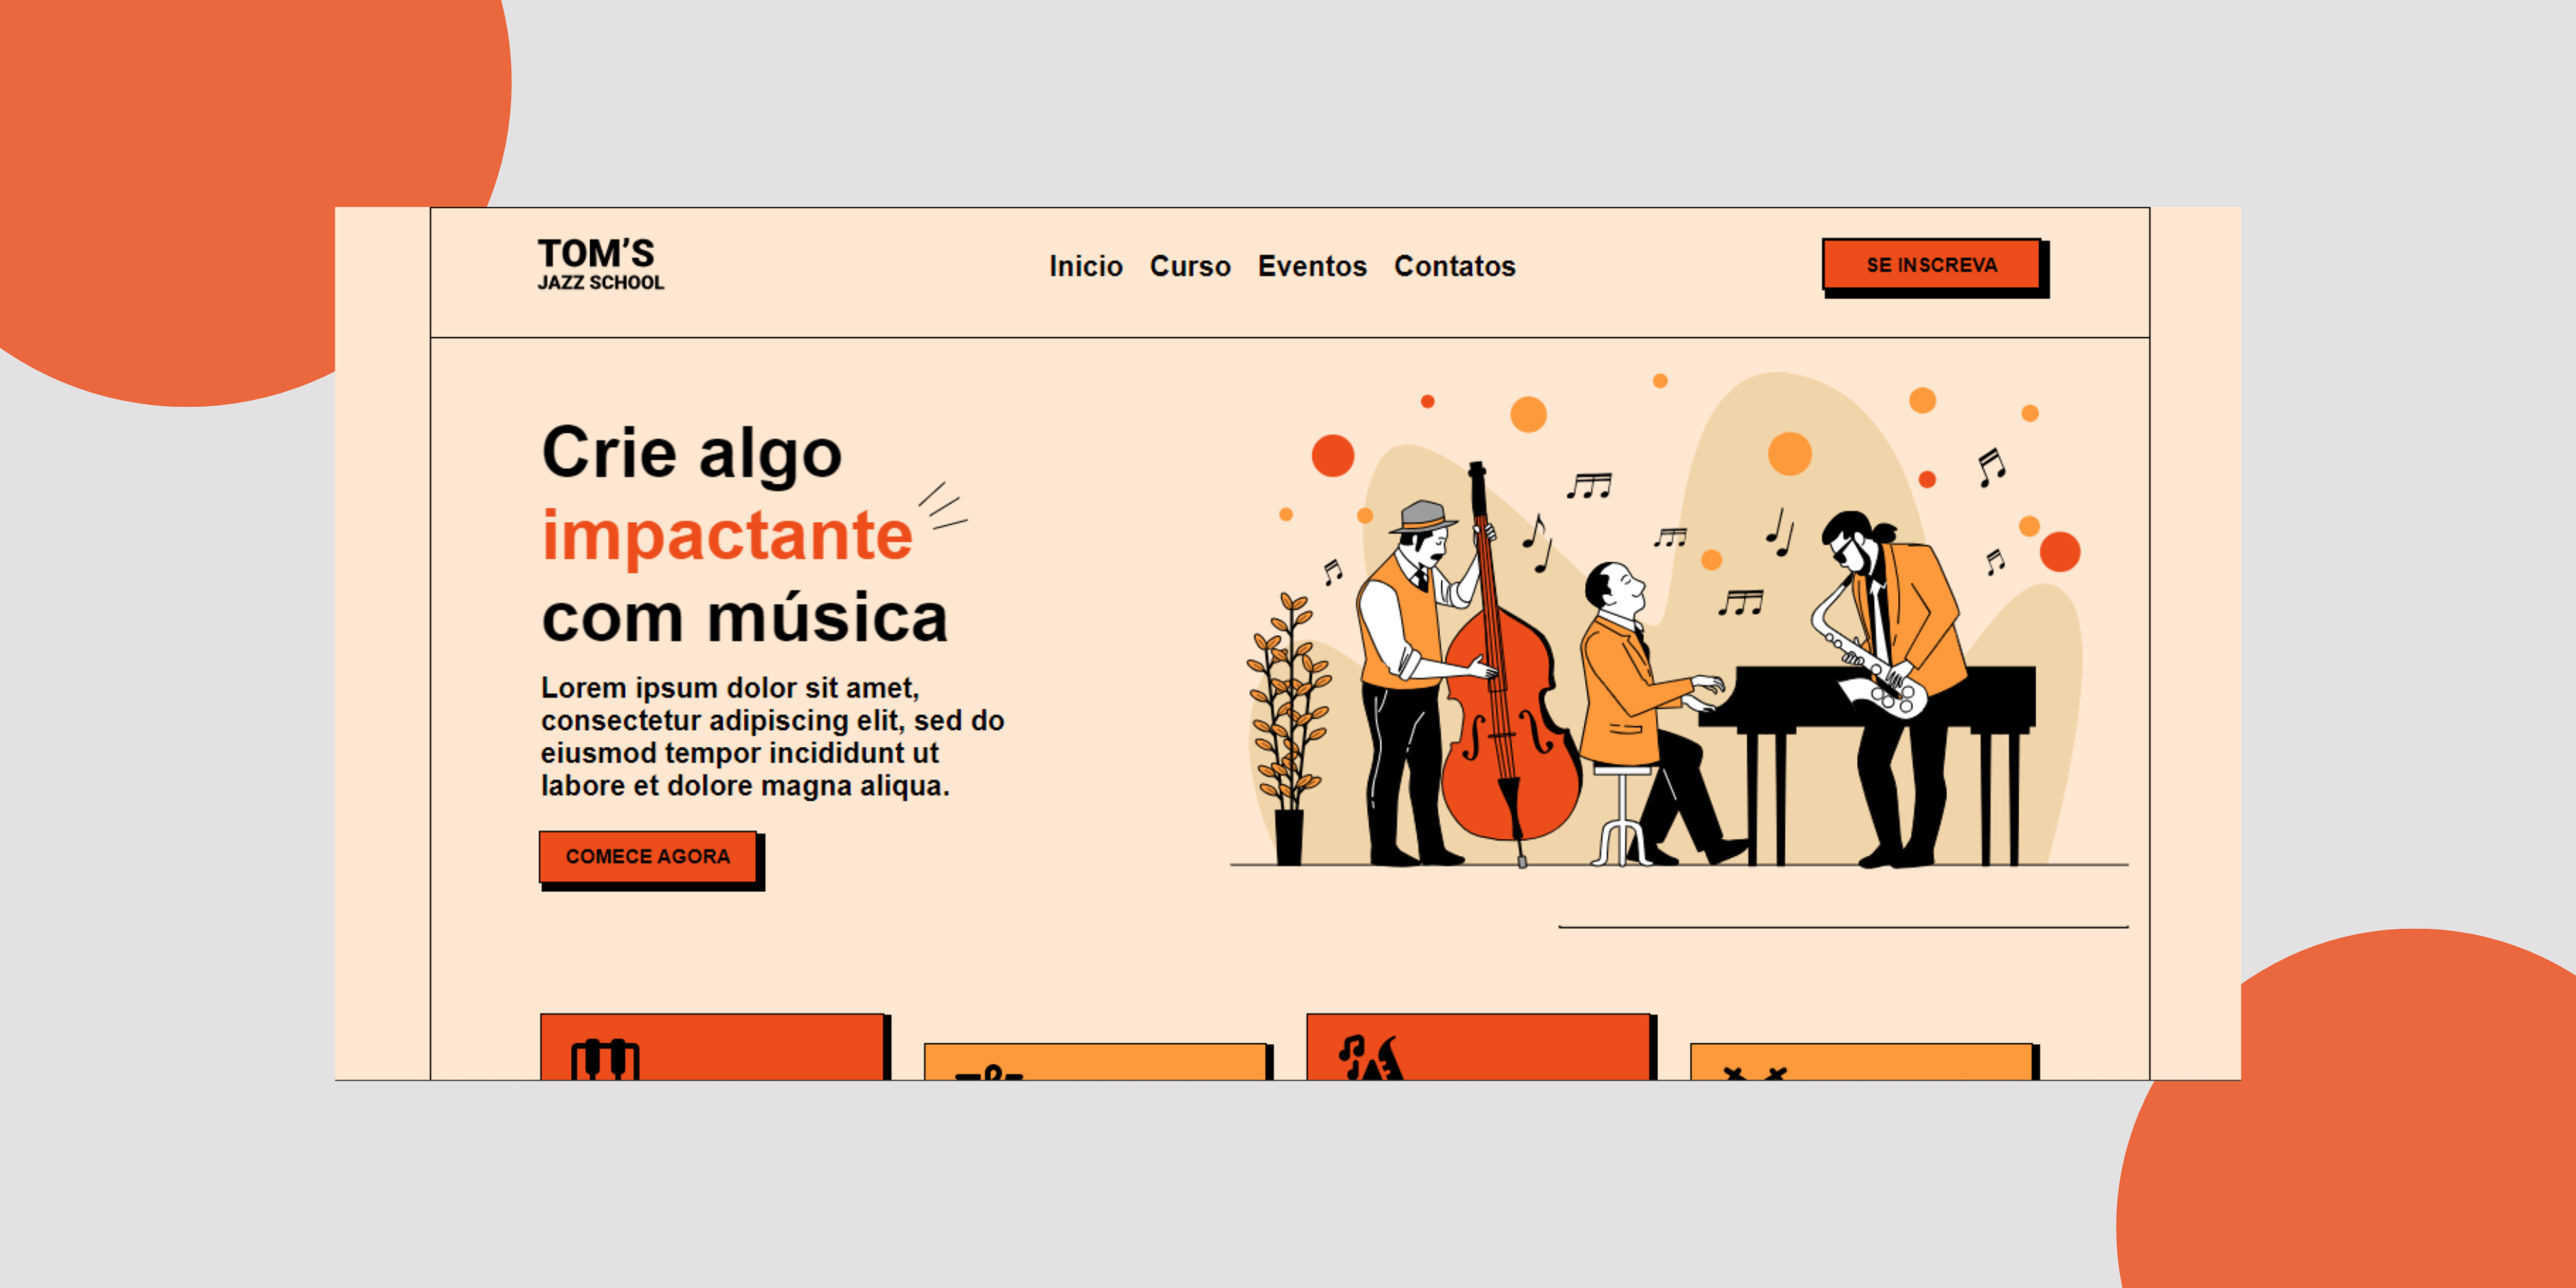 TOM'S
JAZZ SCHOOL
Inicio Curso Eventos Contatos
SE INSCREVA
Crie algo
impactante
com música
Lorem ipsum dolor sit amet,
consectetur adipiscing elit, sed do
eiusmod tempor incididunt ut
labore et dolore magna aliqua.
COMECE AGORA